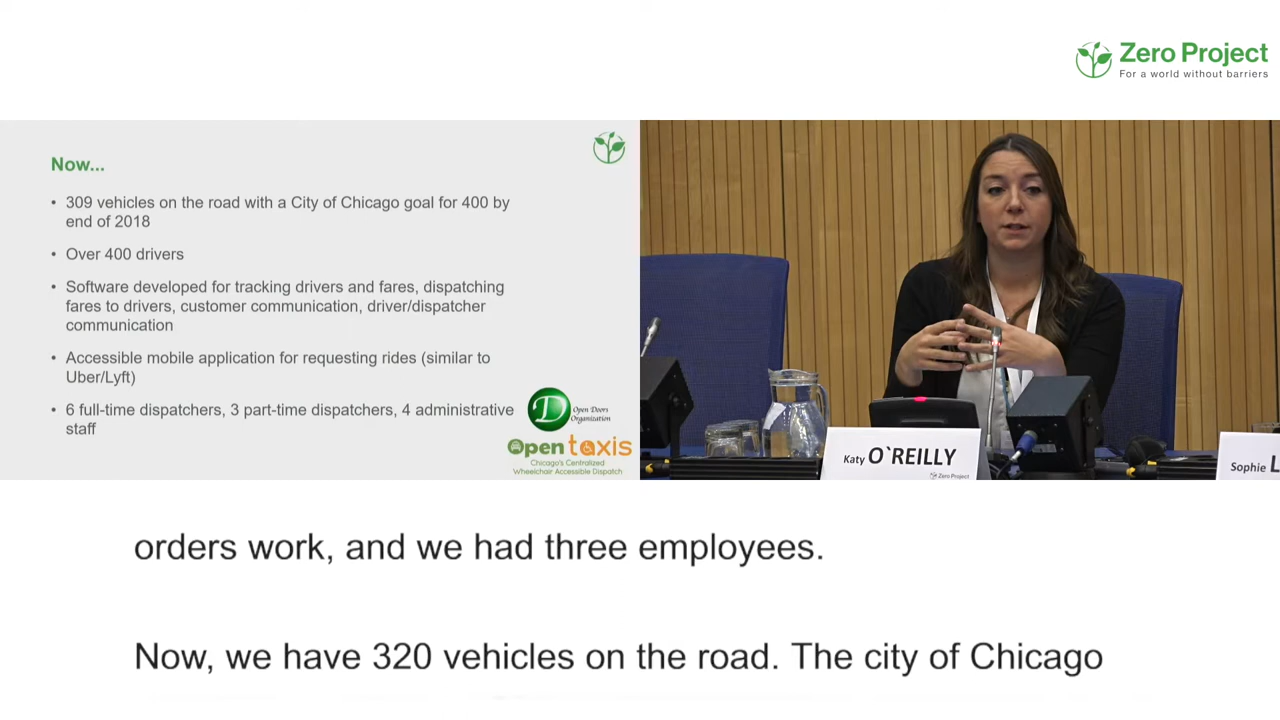 Zero Project
For a world without barriers
Now...
• 309 vehicles on the road with a City of Chicago goal for 400 by
end of 2018
• Over 400 drivers
• Software developed for tracking drivers and fares, dispatching
fares to drivers, customer communication, driver/dispatcher
communication
• Accessible mobile application for requesting rides (similar to
Uber/Lyft)
• 6 full-time dispatchers, 3 part-time dispatchers, 4 administrative
staff
D
Open Doors
Organization
Open taxis
Chicago's Centralized
Wheelchair Accessible Dispatch
Katy O`REILLY
Zero Project
Sophie L
orders work, and we had three employees.
Now, we have 320 vehicles on the road. The city of Chicago